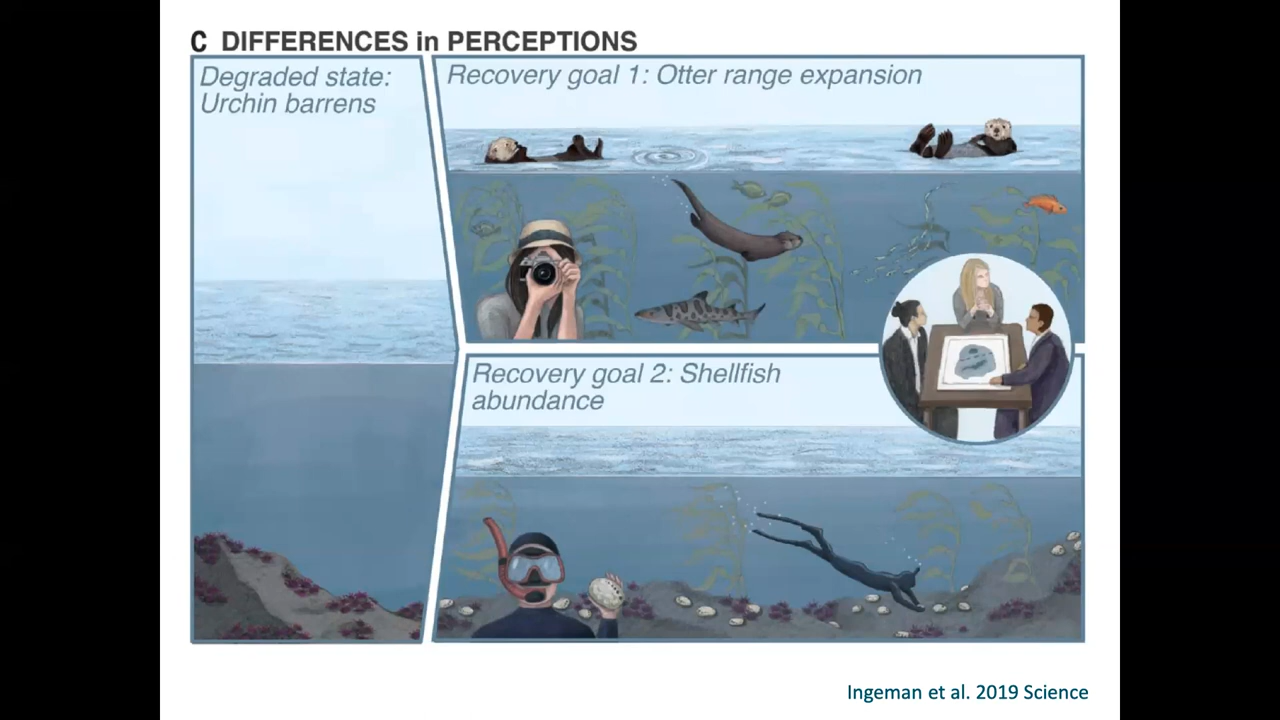 C DIFFERENCES in PERCEPTIONS
Degraded state:
Urchin barrens
Recovery goal 1: Otter range expansion
Recovery goal 2: Shellfish
abundance
Ingeman et al. 2019 Science